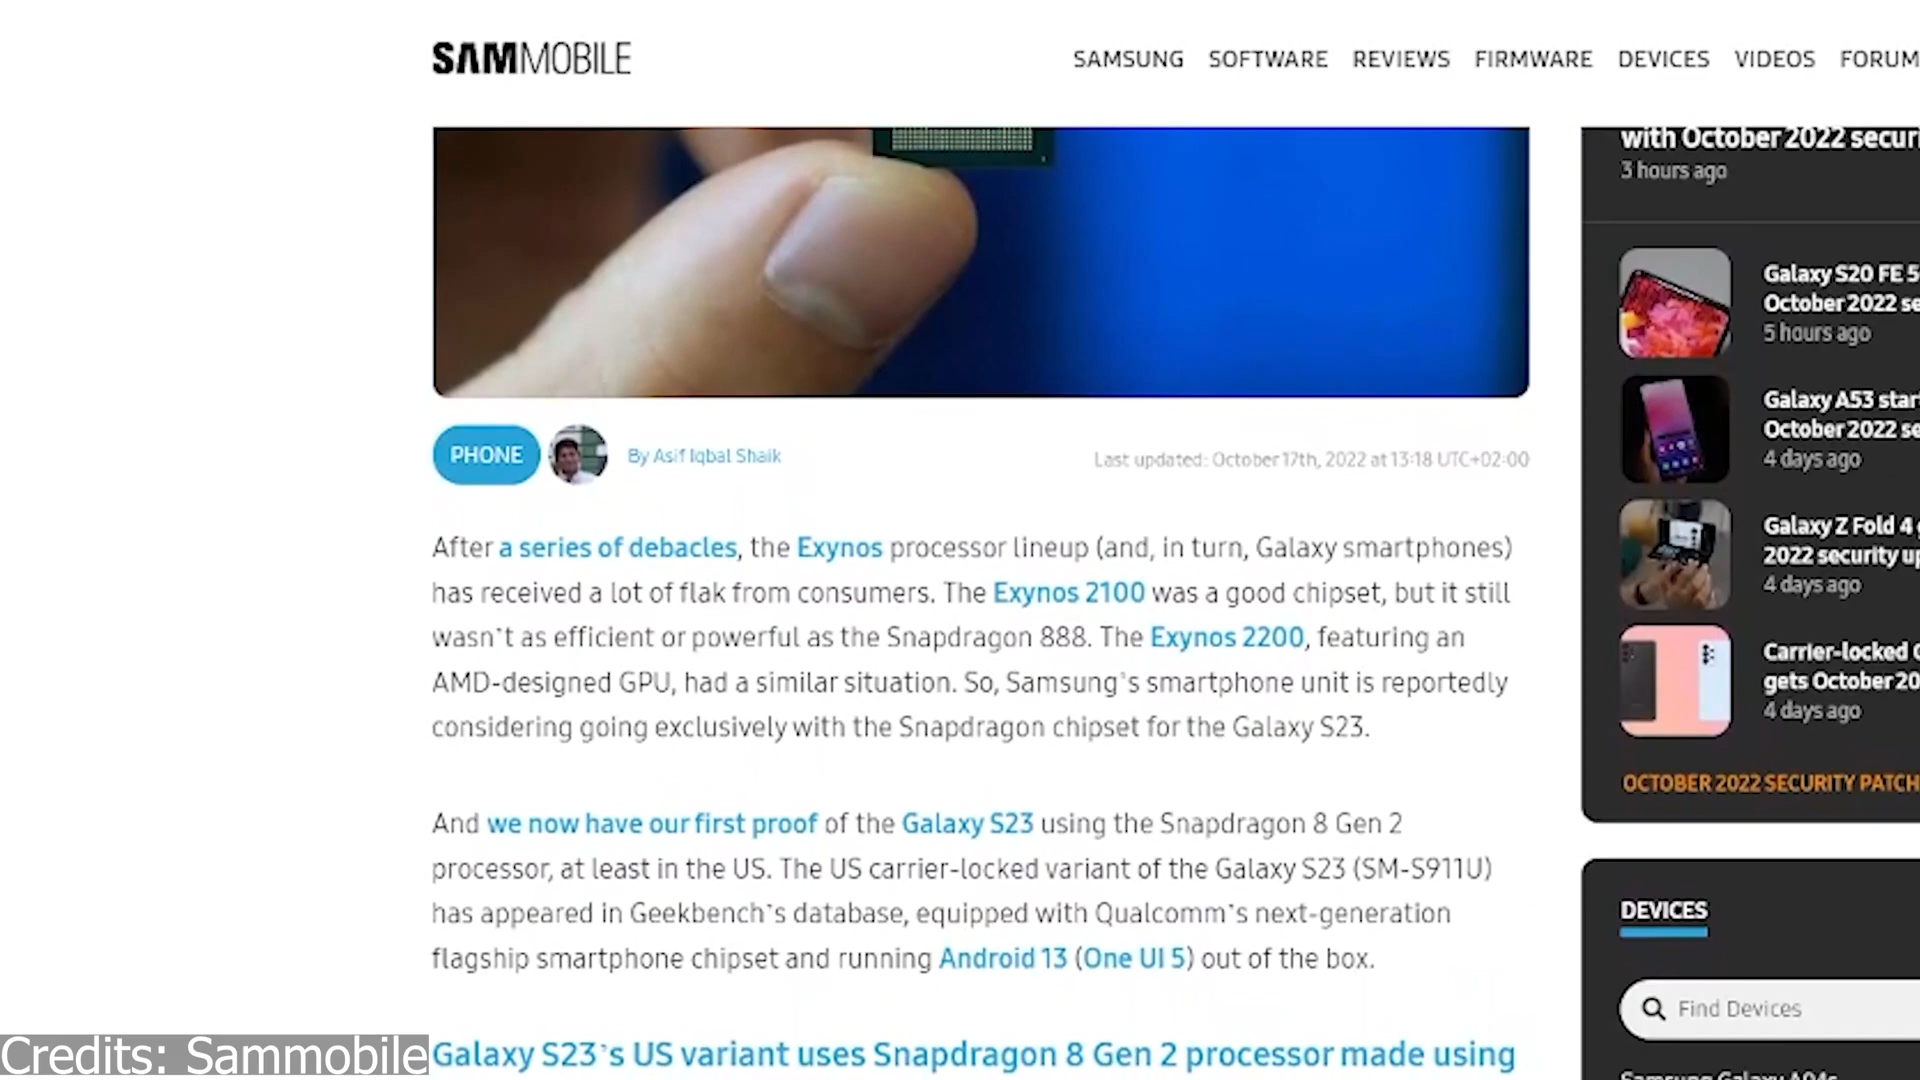 SAMMOBILE
SAMSUNG SOFTWARE REVIEWS FIRMWARE DEVICES VIDEOS FORUM
PHONE
By Asif Iqbal Shaik
Last updated: October 17th, 2022 at 13:18 UTC+02:00
After a series of debacles, the Exynos processor lineup (and, in turn, Galaxy smartphones)
has received a lot of flak from consumers. The Exynos 2100 was a good chipset, but it still
wasn't as efficient or powerful as the Snapdragon 888. The Exynos 2200, featuring an
AMD-designed GPU, had a similar situation. So, Samsung's smartphone unit is reportedly
considering going exclusively with the Snapdragon chipset for the Galaxy S23.
And we now have our first proof of the Galaxy S23 using the Snapdragon 8 Gen 2
processor, at least in the US. The US carrier-locked variant of the Galaxy S23 (SM-S911U)
has appeared in Geekbench's database, equipped with Qualcomm's next-generation
flagship smartphone chipset and running Android 13 (One UI 5) out of the box.
Galaxy S23's US variant uses Snapdragon 8 Gen 2 processor made using
with October 2022 securi
3 hours ago
Galaxy S20 FE 5
October 2022 se
5 hours ago
Galaxy A53 star
October 2022 se
4 days ago
Galaxy Z Fold 4 g
2022 security up
4 days ago
Carrier-locked G
gets October 20
4 days ago
OCTOBER 2022 SECURITY PATCH
DEVICES
Find Devices
Samsung Galaxy A04s
Credits: Sammobile